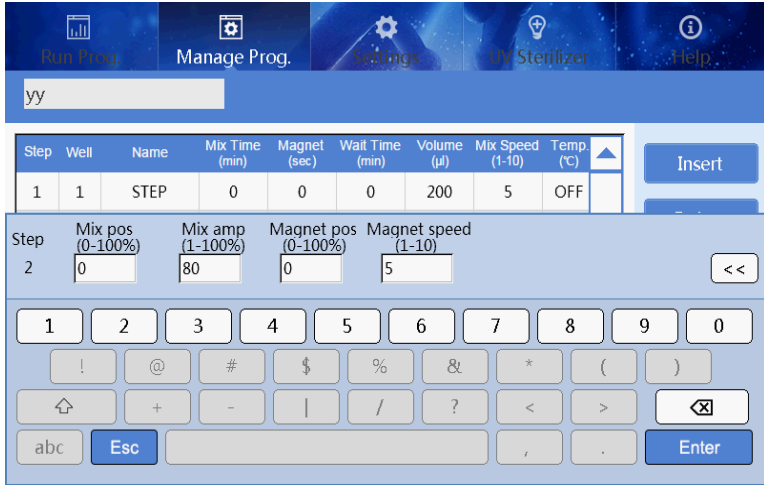 Run Prog.
Manage Prog.
Settings
UV Sterilizer
Help
yy
Step Well Name Mix Time (min) Magnet (sec) Wait Time (min) Volume (μl) Mix Speed (1-10) Temp. (℃)
Insert
1 1 STEP 0 0 0 200 5 OFF
Step Mix pos (0-100%) Mix amp (1-100%) Magnet pos (0-100%) Magnet speed (1-10)
2 0 80 0 5 <<
1 2 3 4 5 6 7 8 9 0
! @ # $ % & * ( )
+ - | / ? < >
abc Esc , . Enter